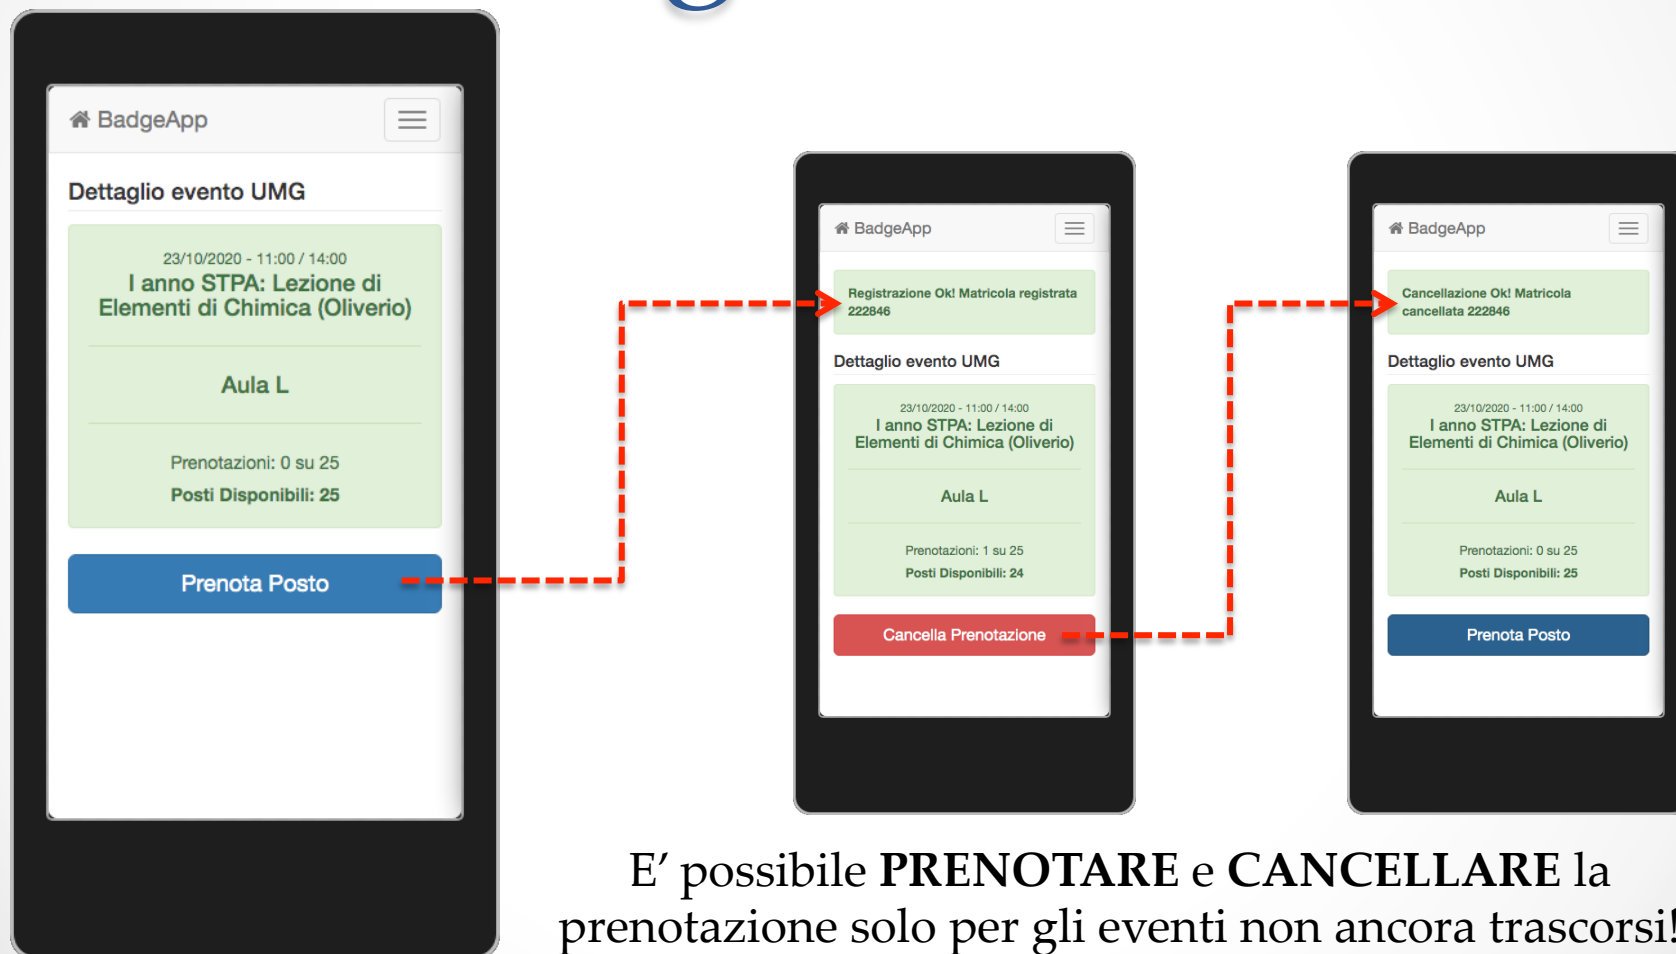 BadgeApp
Dettaglio evento UMG
23/10/2020 - 11:00 / 14:00
I anno STPA: Lezione di
Elementi di Chimica (Oliverio)
Aula L
Prenotazioni: 0 su 25
Posti Disponibili: 25
Prenota Posto
BadgeApp
Registrazione Ok! Matricola registrata
222846
Dettaglio evento UMG
23/10/2020 - 11:00 / 14:00
I anno STPA: Lezione di
Elementi di Chimica (Oliverio)
Aula L
Prenotazioni: 1 su 25
Posti Disponibili: 24
Cancella Prenotazione
BadgeApp
Cancellazione Ok! Matricola
cancellata 222846
Dettaglio evento UMG
23/10/2020 - 11:00 / 14:00
I anno STPA: Lezione di
Elementi di Chimica (Oliverio)
Aula L
Prenotazioni: 0 su 25
Posti Disponibili: 25
Prenota Posto
E’ possibile PRENOTARE e CANCELLARE la
prenotazione solo per gli eventi non ancora trascorsi!